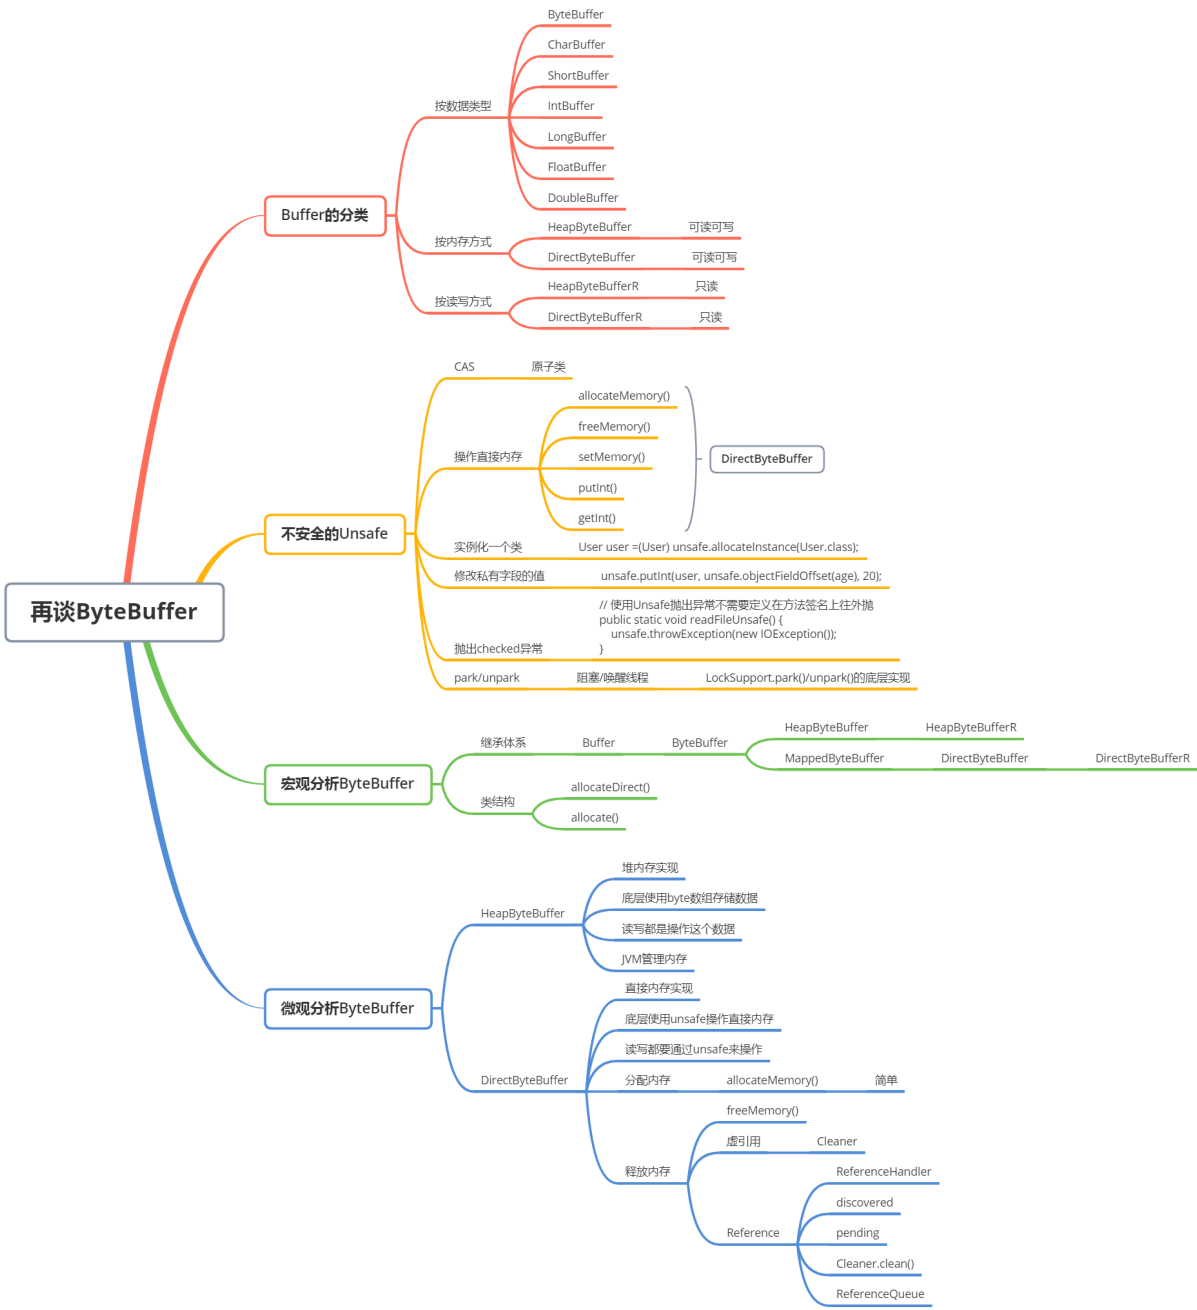 再谈ByteBuffer
Buffer的分类
按数据类型
ByteBuffer
CharBuffer
ShortBuffer
IntBuffer
LongBuffer
FloatBuffer
DoubleBuffer
按内存方式
HeapByteBuffer
可读可写
DirectByteBuffer
可读可写
按读写方式
HeapByteBufferR
只读
DirectByteBufferR
只读
不安全的Unsafe
CAS
原子类
操作直接内存
allocateMemory()
freeMemory()
setMemory()
putInt()
getInt()
DirectByteBuffer
实例化一个类
User user =(User) unsafe.allocateInstance(User.class);
修改私有字段的值
unsafe.putInt(user, unsafe.objectFieldOffset(age), 20);
抛出checked异常
// 使用Unsafe抛出异常不需要定义在方法签名上往外抛
public static void readFileUnsafe() {
unsafe.throwException(new IOException());
}
park/unpark
阻塞/唤醒线程
LockSupport.park()/unpark()的底层实现
宏观分析ByteBuffer
继承体系
Buffer
ByteBuffer
HeapByteBuffer
HeapByteBufferR
MappedByteBuffer
DirectByteBuffer
DirectByteBufferR
类结构
allocateDirect()
allocate()
微观分析ByteBuffer
HeapByteBuffer
堆内存实现
底层使用byte数组存储数据
读写都是操作这个数据
JVM管理内存
DirectByteBuffer
直接内存实现
底层使用unsafe操作直接内存
读写都要通过unsafe来操作
分配内存
allocateMemory()
简单
释放内存
freeMemory()
虚引用
Cleaner
Reference
ReferenceHandler
discovered
pending
Cleaner.clean()
ReferenceQueue